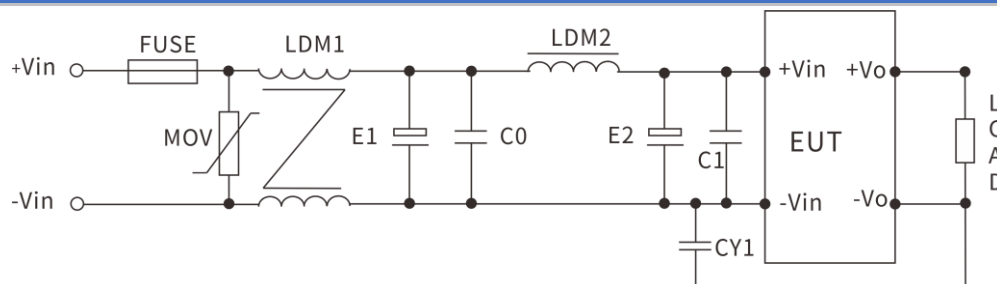 FUSE
LDM1
LDM2
+Vin
+Vin
+Vo
MOV
E1
C0
E2
C1
EUT
L
O
A
D
-Vin
-Vin
-Vo
CY1